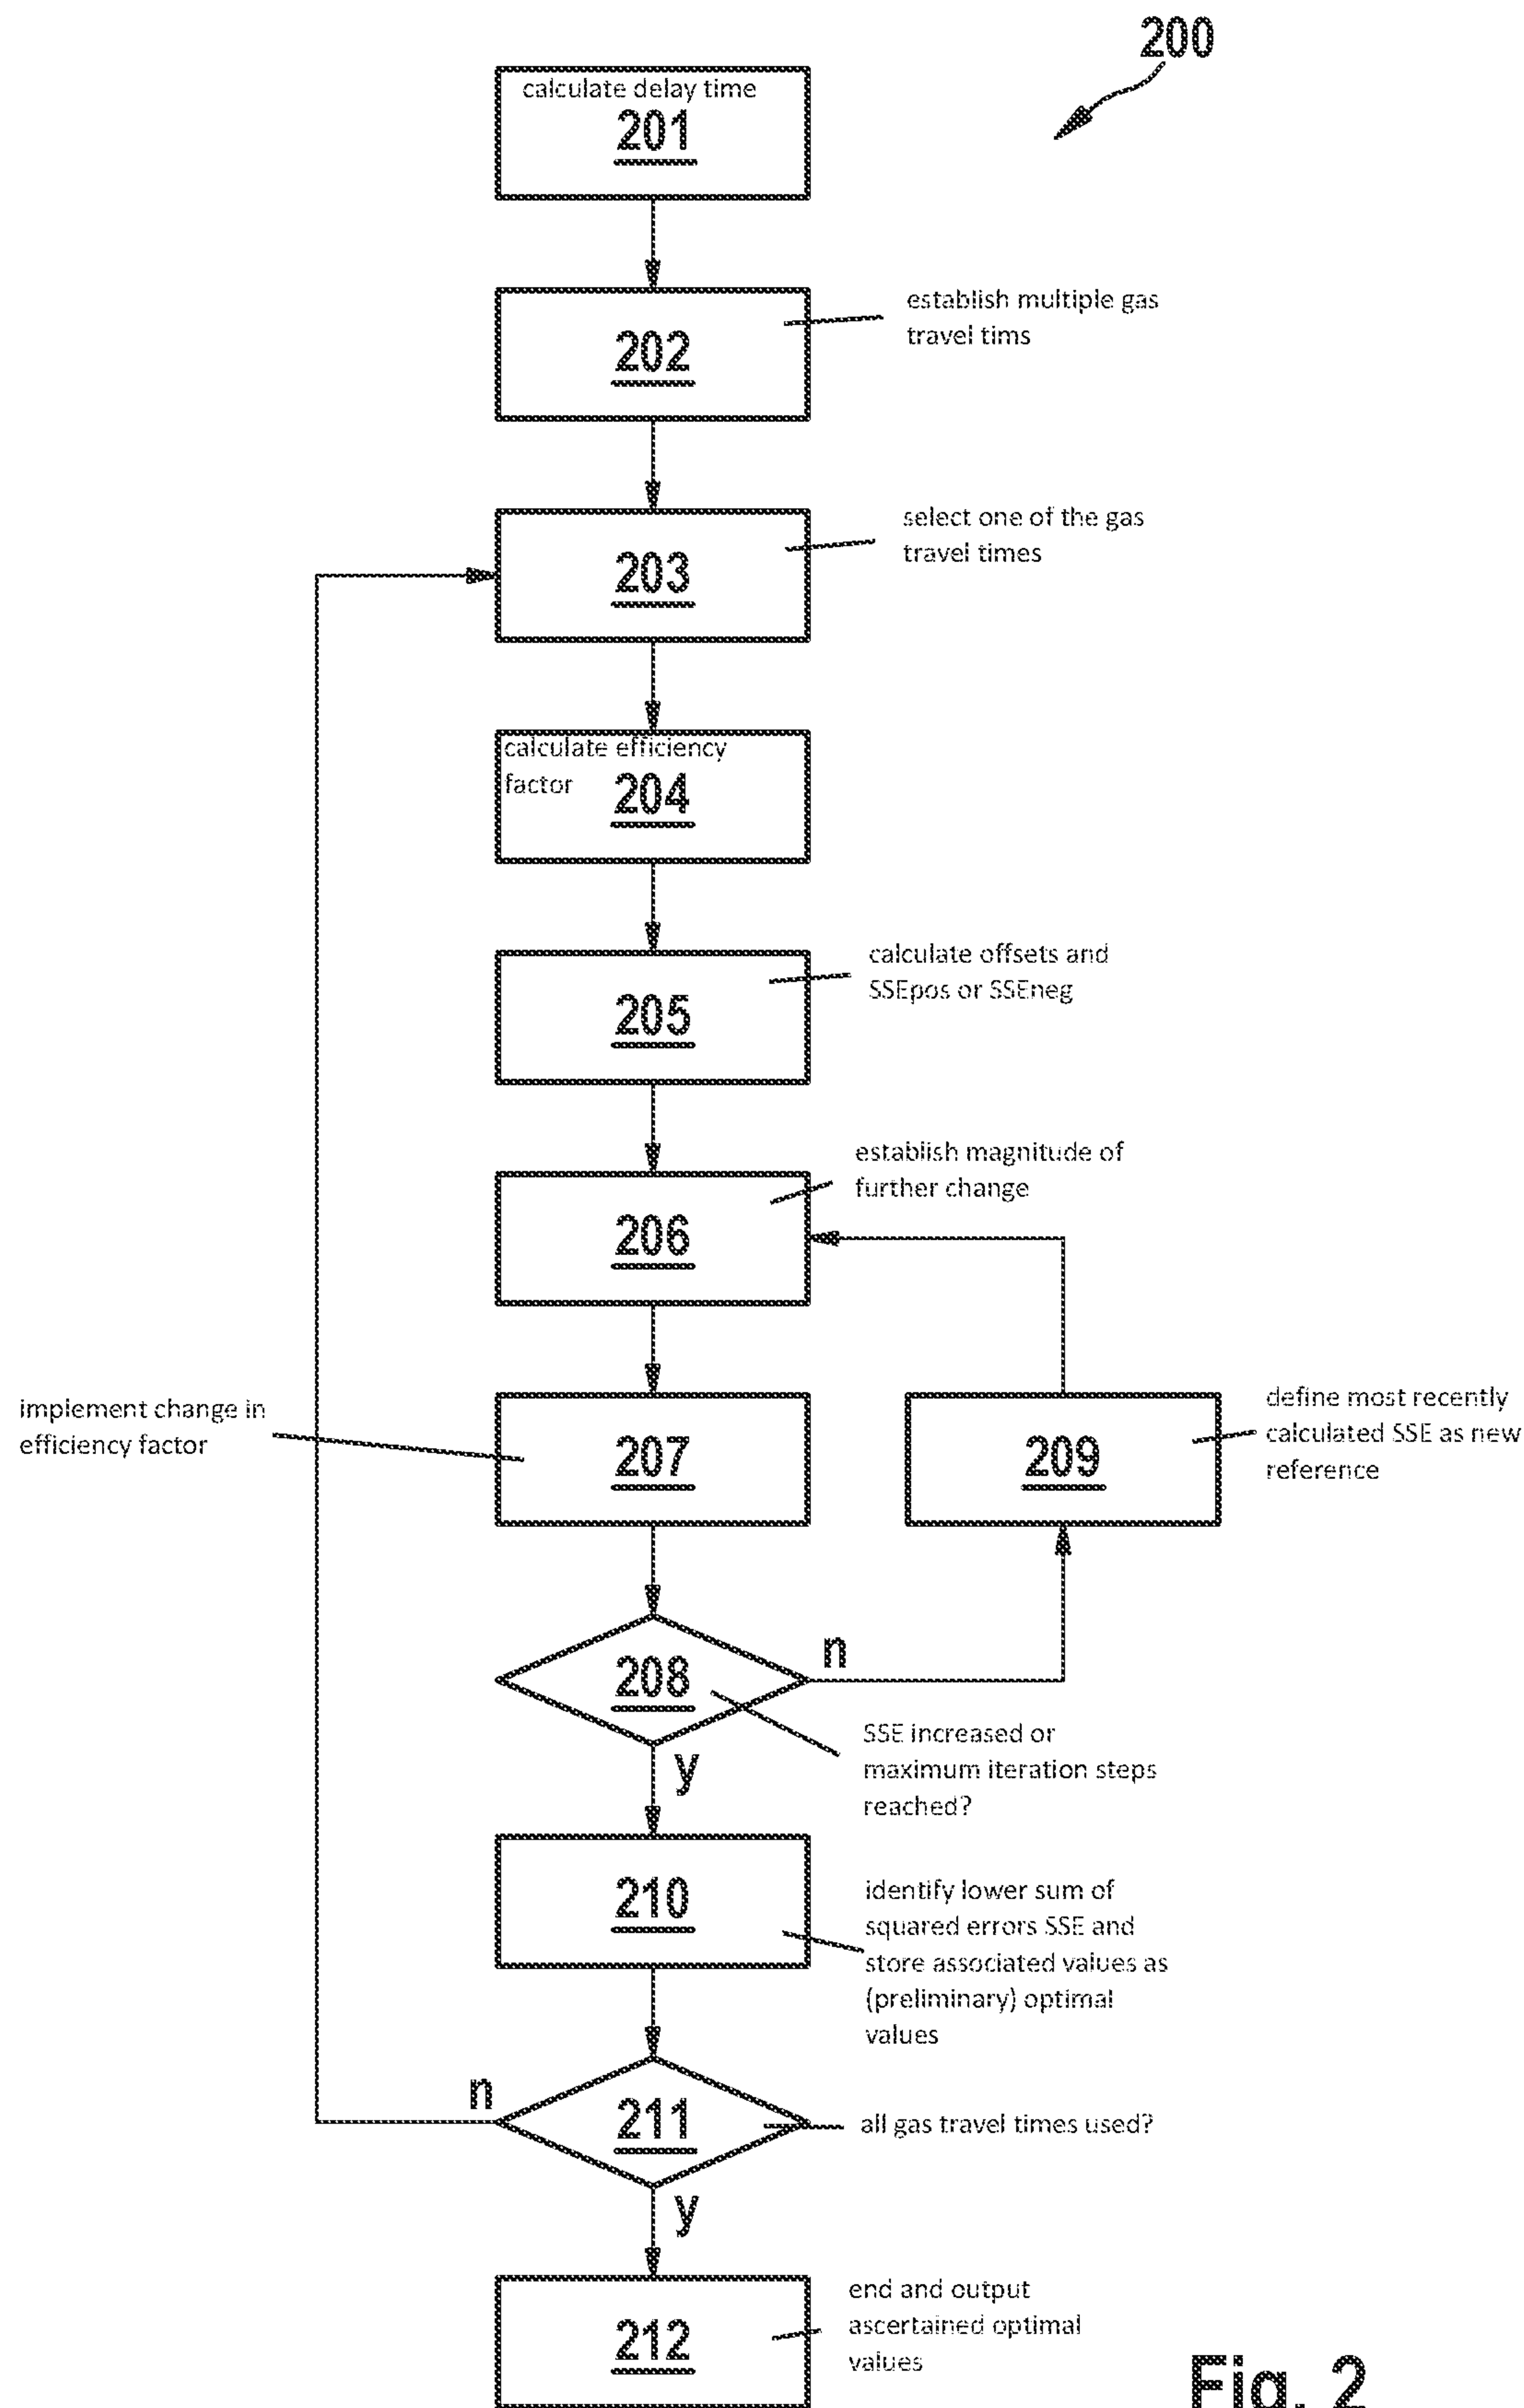 200
calculate delay time
201
establish multiple gas
travel tims
202
select one of the gas
travel times
203
calculate efficiency
factor
204
calculate offsets and
SSEpos or SSEneg
205
establish magnitude of
further change
206
implement change in
efficiency factor
207
define most recently
calculated SSE as new
reference
209
n
208
SSE increased or
maximum iteration steps
reached?
y
210
identify lower sum of
squared errors SSE and
store associated values as
(preliminary) optimal
values
n
211
all gas travel times used?
y
end and output
ascertained optimal
values
212
Fig. 2